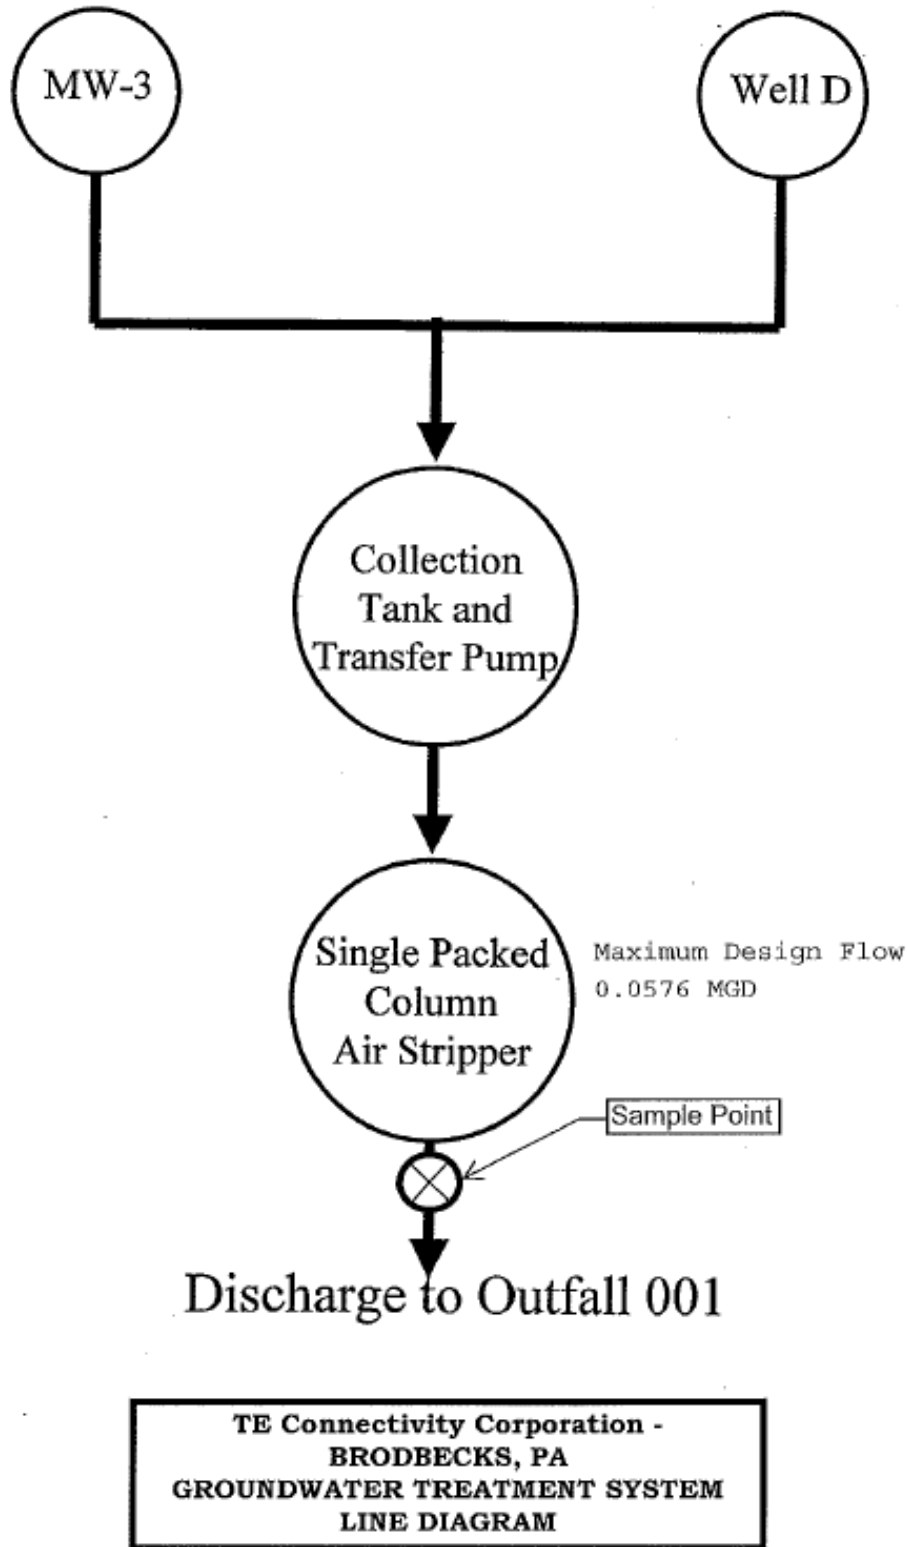 MW-3
Well D
Collection
Tank and
Transfer Pump
Single Packed
Column
Air Stripper
Maximum Design Flow
0.0576 MGD
Sample Point
Discharge to Outfall 001
TE Connectivity Corporation -
BRODBECKS, PA
GROUNDWATER TREATMENT SYSTEM
LINE DIAGRAM